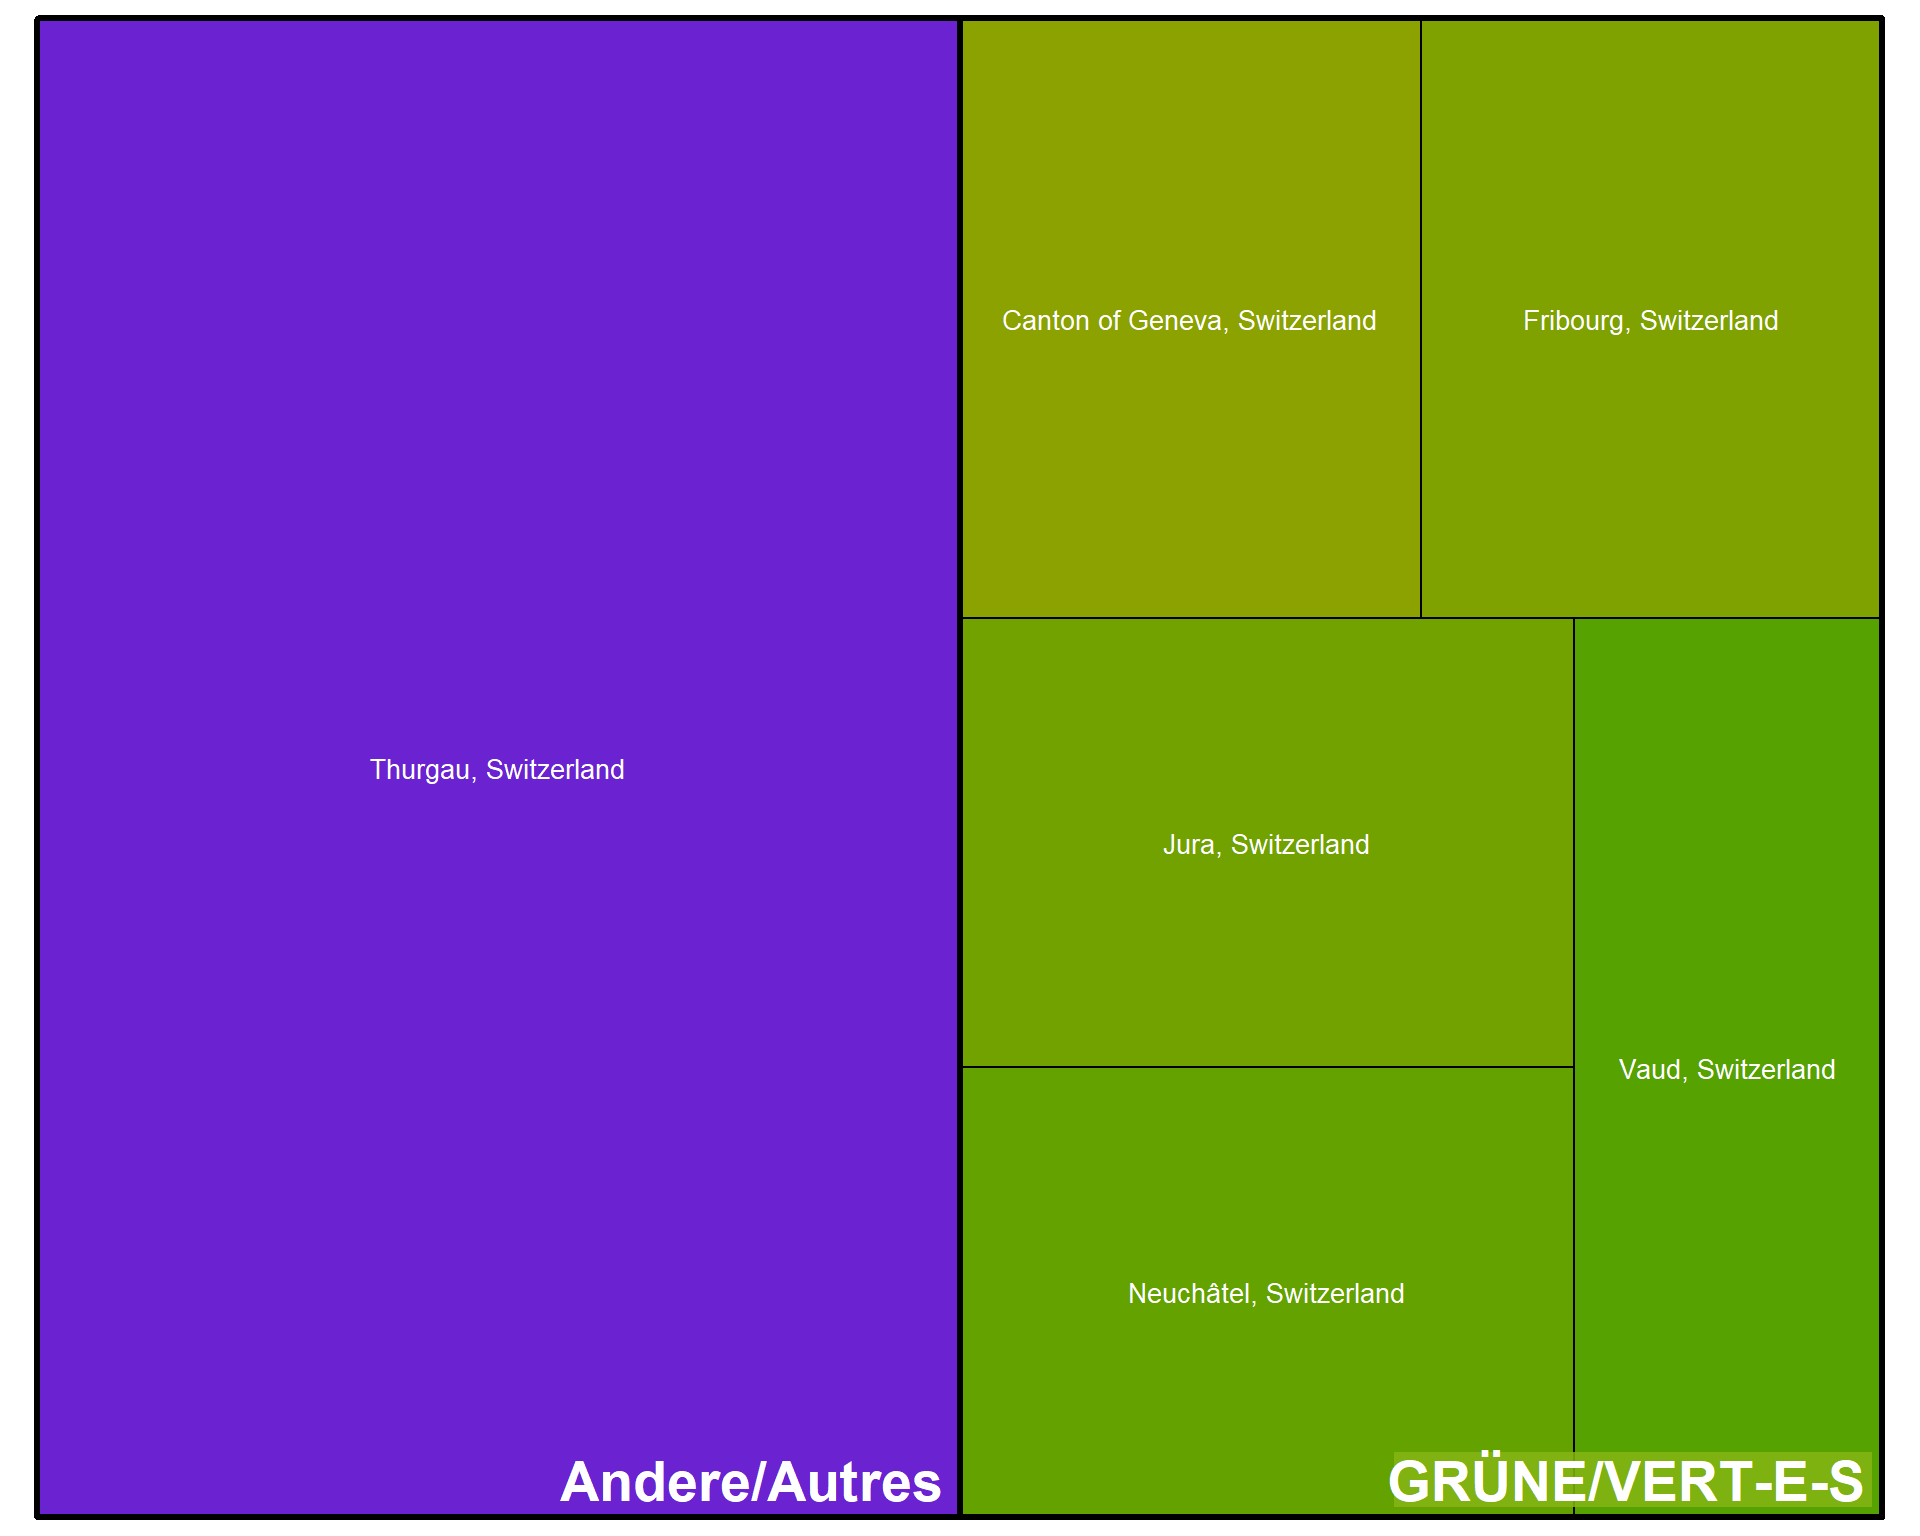 Canton of Geneva, Switzerland
Fribourg, Switzerland
Thurgau, Switzerland
Jura, Switzerland
Vaud, Switzerland
Neuchâtel, Switzerland
Andere/Autres
GRÜNE/VERT-E-S